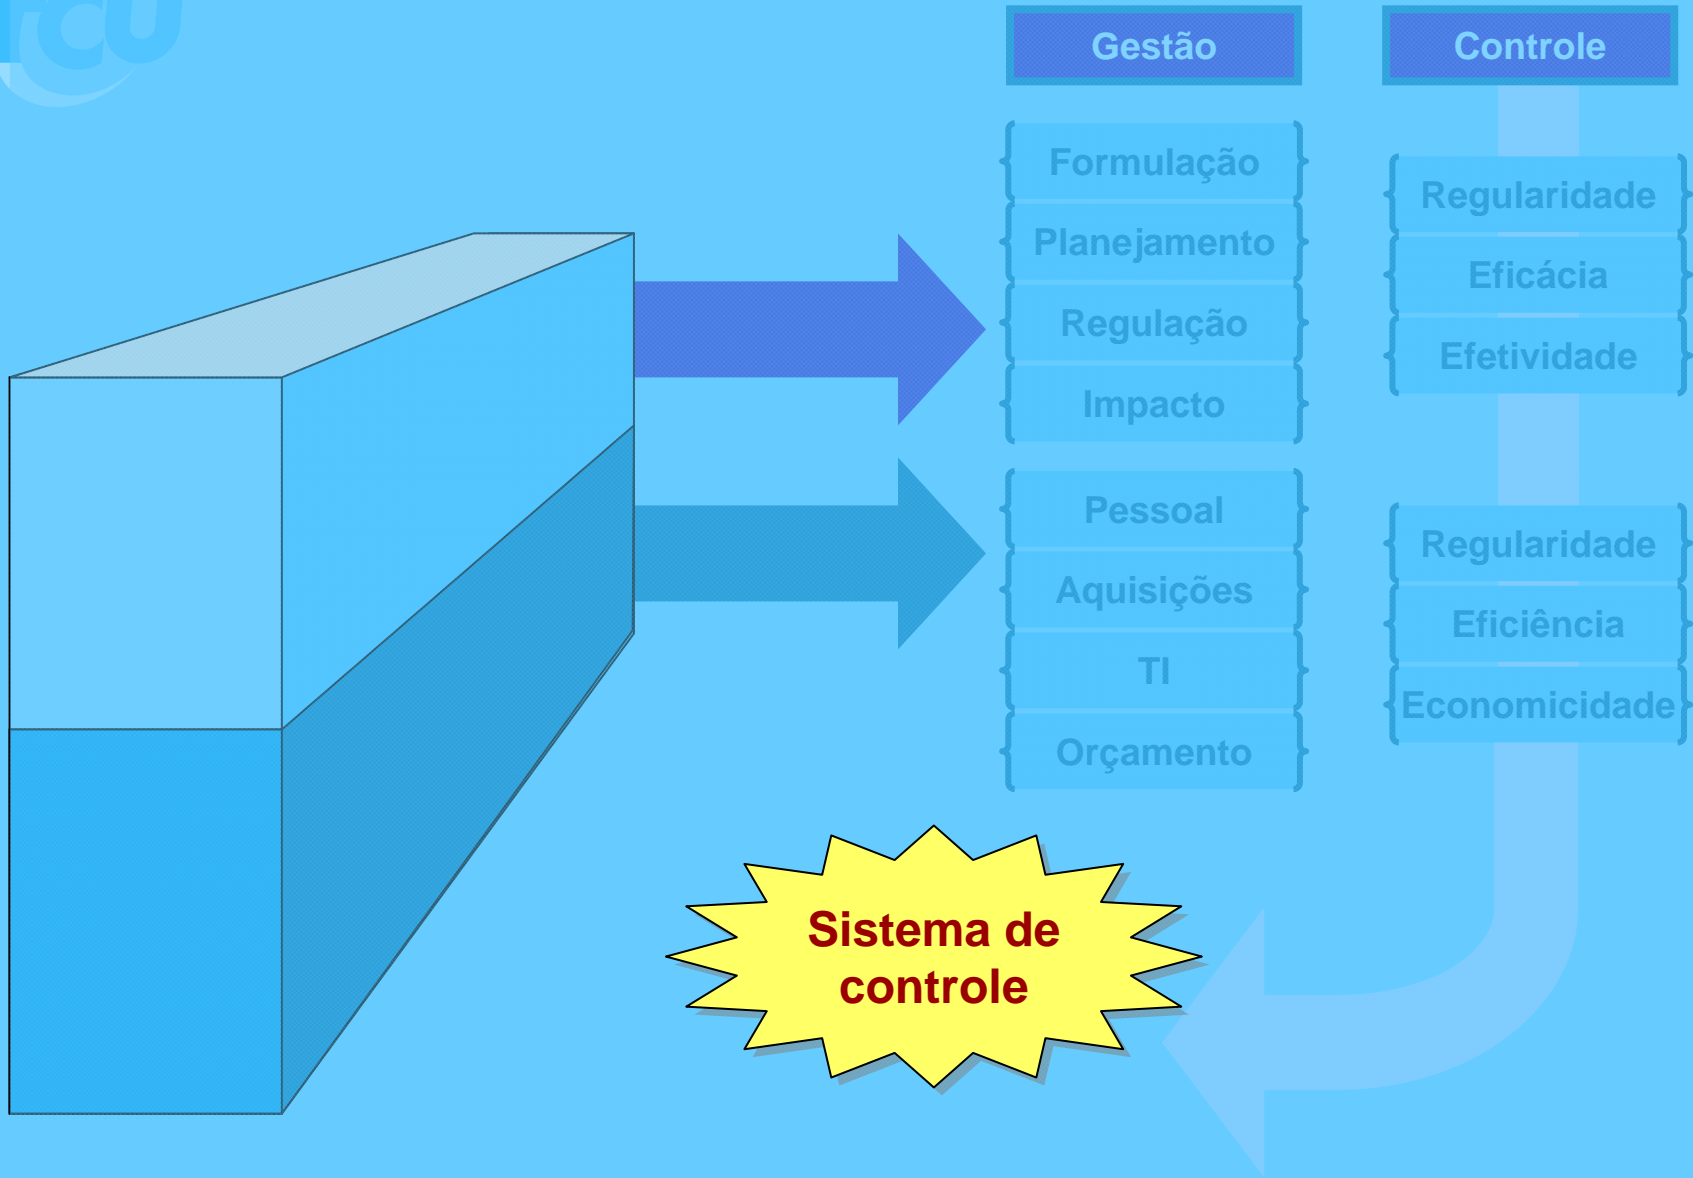 TCU
Gestão
Controle
Formulação
Planejamento
Regulação
Impacto
Regularidade
Eficácia
Efetividade
Pessoal
Aquisições
TI
Orçamento
Regularidade
Eficiência
Economicidade
Sistema de
controle